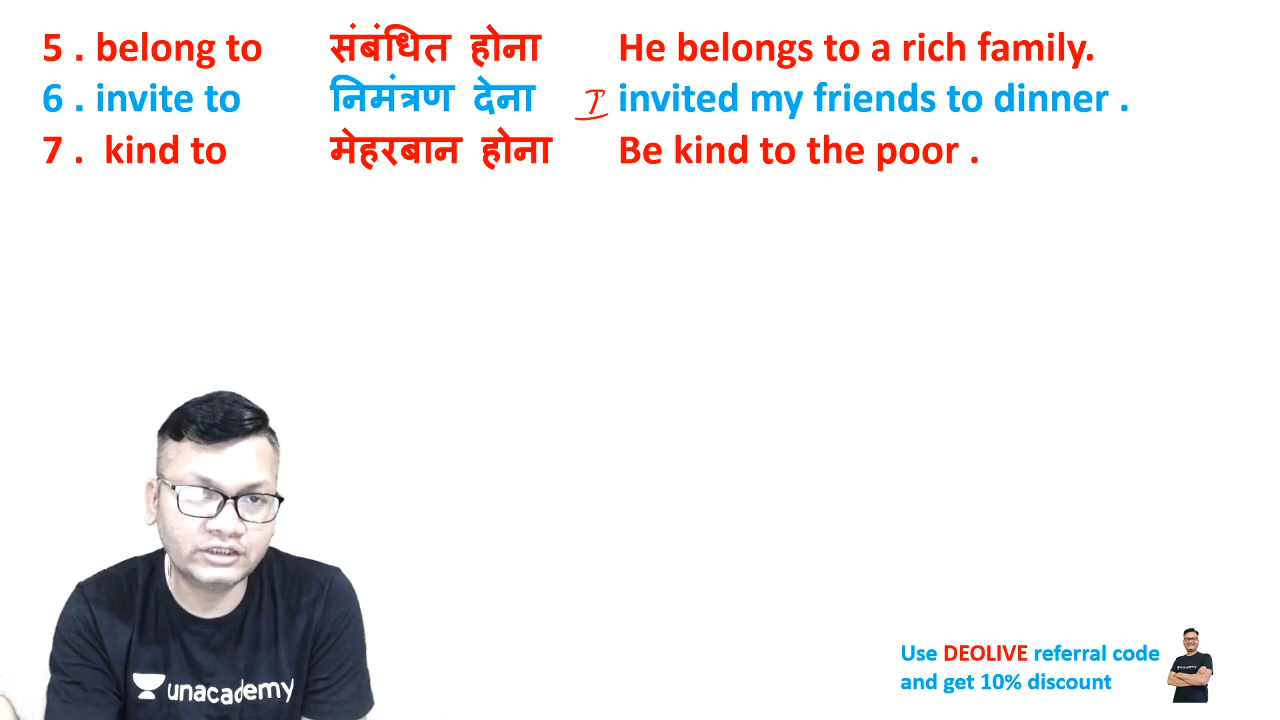 5 . belong to संबंधित होना He belongs to a rich family.
6 . invite to निमंत्रण देना I invited my friends to dinner .
7 . kind to मेहरबान होना Be kind to the poor .
unacademy
Use DEOLIVE referral code
and get 10% discount